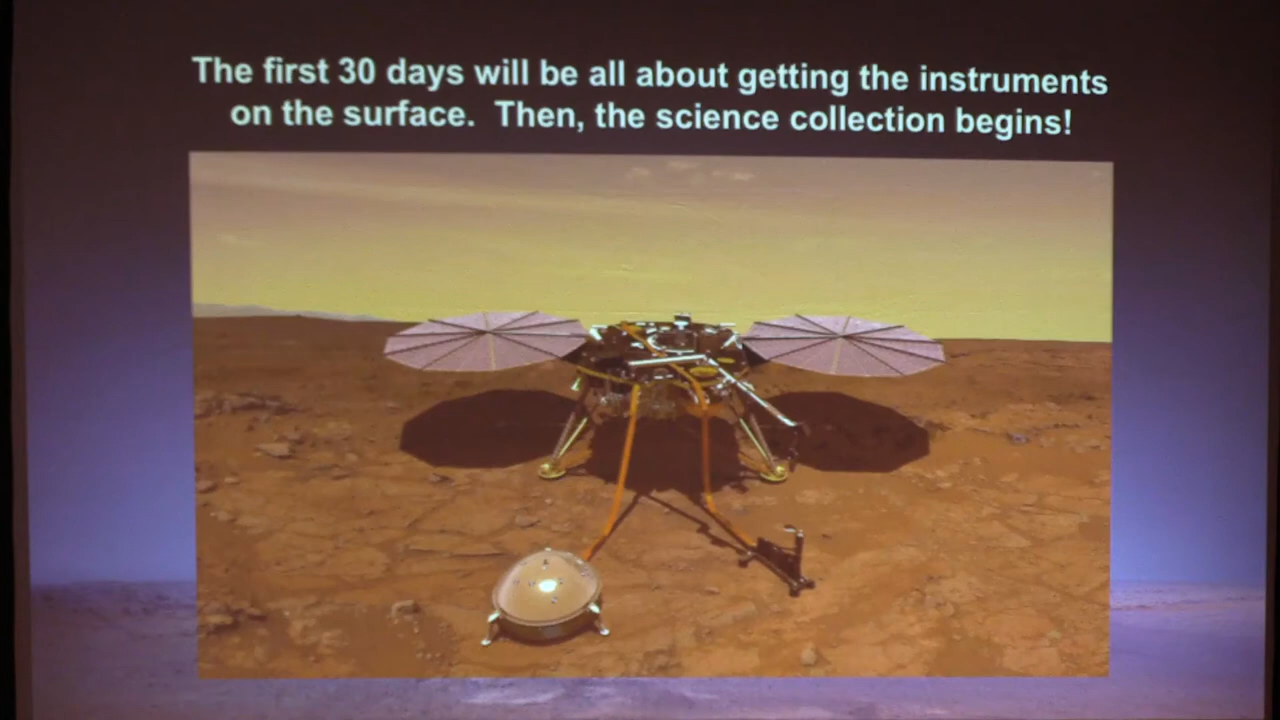 The first 30 days will be all about getting the instruments
on the surface.  Then, the science collection begins!